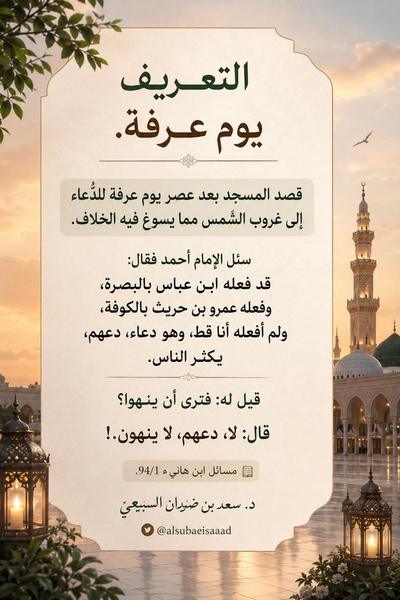 التعـريف
يوم عـرفة.
قصد المسجد بعد عصر يوم عرفة للدُّعاء
إلى غروب الشَّمس مما يسوغ فيه الخلاف.
سئل الإمام أحمد فقال:
قد فعله ابن عباس بالبصرة،
وفعله عمرو بن حريث بالكوفة،
ولم أفعله أنا قط، وهو دعاء، دعهم،
يكثر الناس.
قيل له: فترى أن ينهوا؟
قال: لا، دعهم، لا ينهون.!
مسائل ابن هانيء 94/1.
د. سعد بن ضيدان السبيعيّ
@alsubaeisaaad